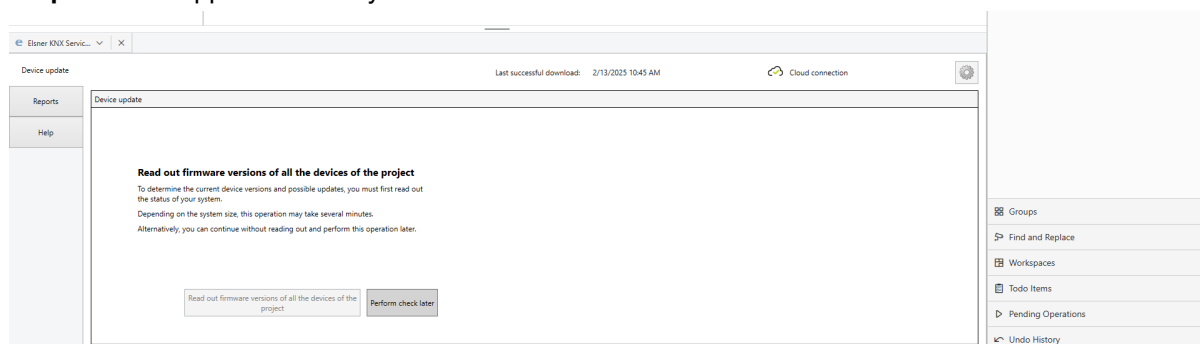 Elsner KNX Servic...
Device update
Last successful download: 2/13/2025 10:45 AM
Cloud connection
Reports
Help
Device update
Read out firmware versions of all the devices of the project
To determine the current device versions and possible updates, you must first read out
the status of your system.
Depending on the system size, this operation may take several minutes.
Alternatively, you can continue without reading out and perform this operation later.
Read out firmware versions of all the devices of the
project
Perform check later
Groups
Find and Replace
Workspaces
Todo Items
Pending Operations
Undo History